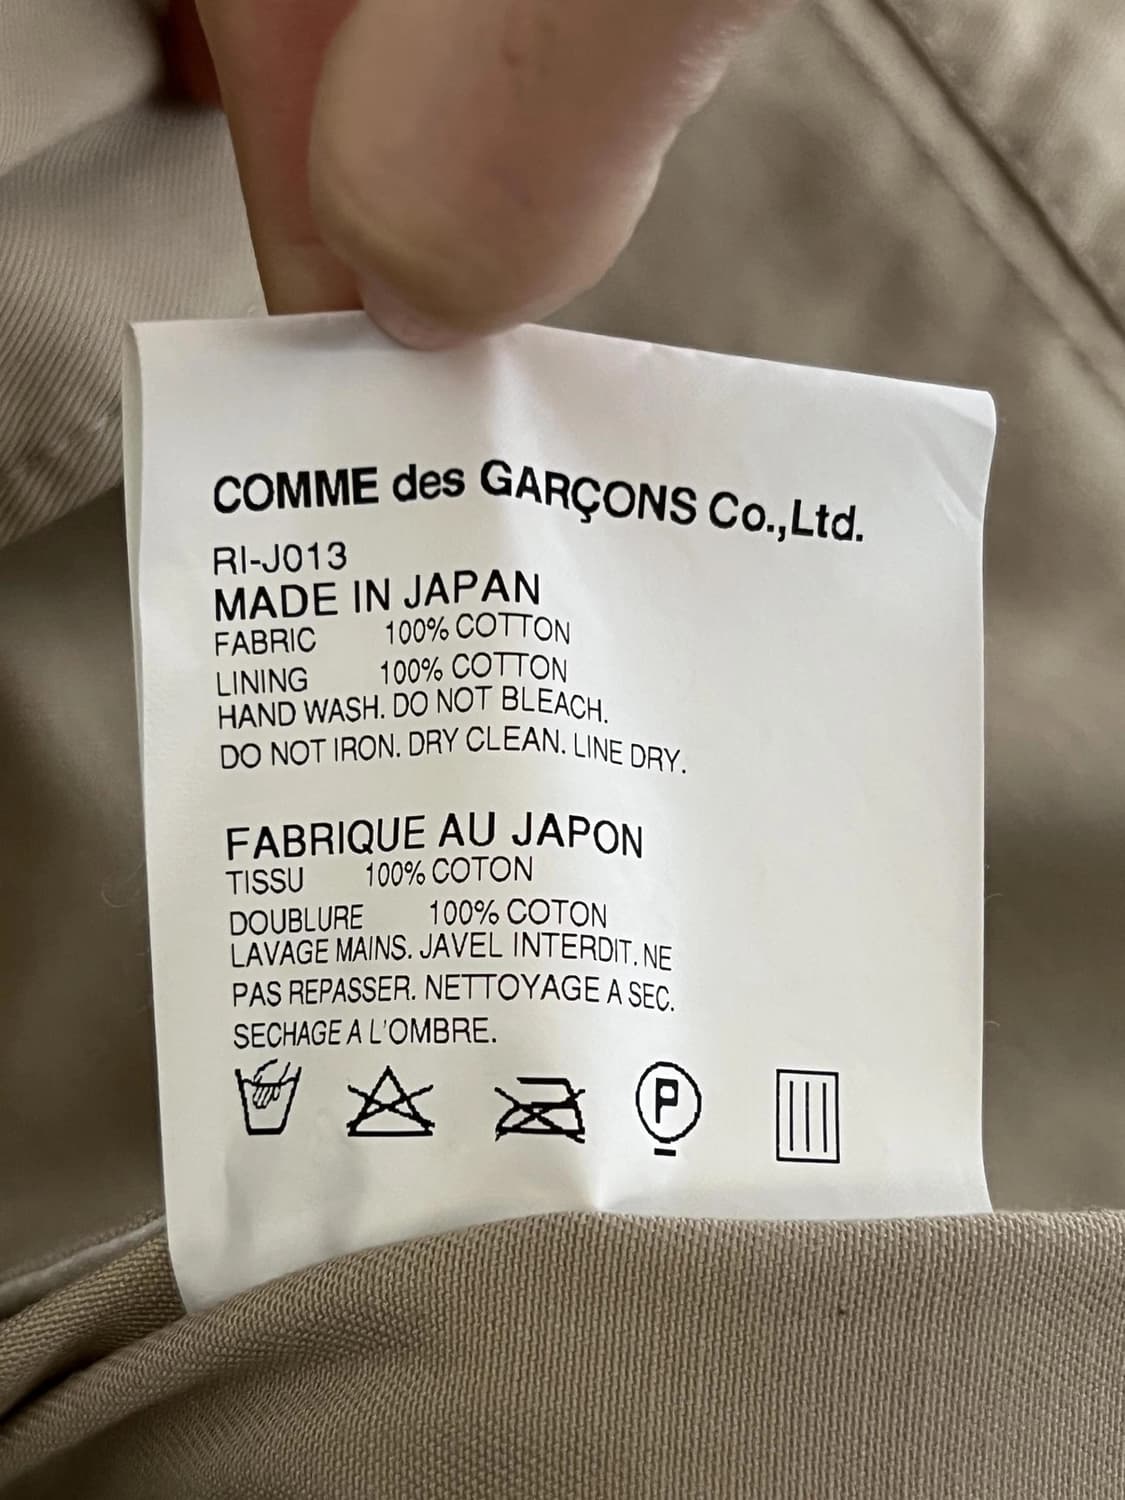 COMME des GARÇONS Co.,Ltd.
RI-J013
MADE IN JAPAN
FABRIC 100% COTTON
LINING 100% COTTON
HAND WASH. DO NOT BLEACH.
DO NOT IRON. DRY CLEAN. LINE DRY.
FABRIQUE AU JAPON
TISSU 100% COTON
DOUBLURE 100% COTON
LAVAGE MAINS. JAVEL INTERDIT. NE
PAS REPASSER. NETTOYAGE A SEC.
SECHAGE A L'OMBRE.
P